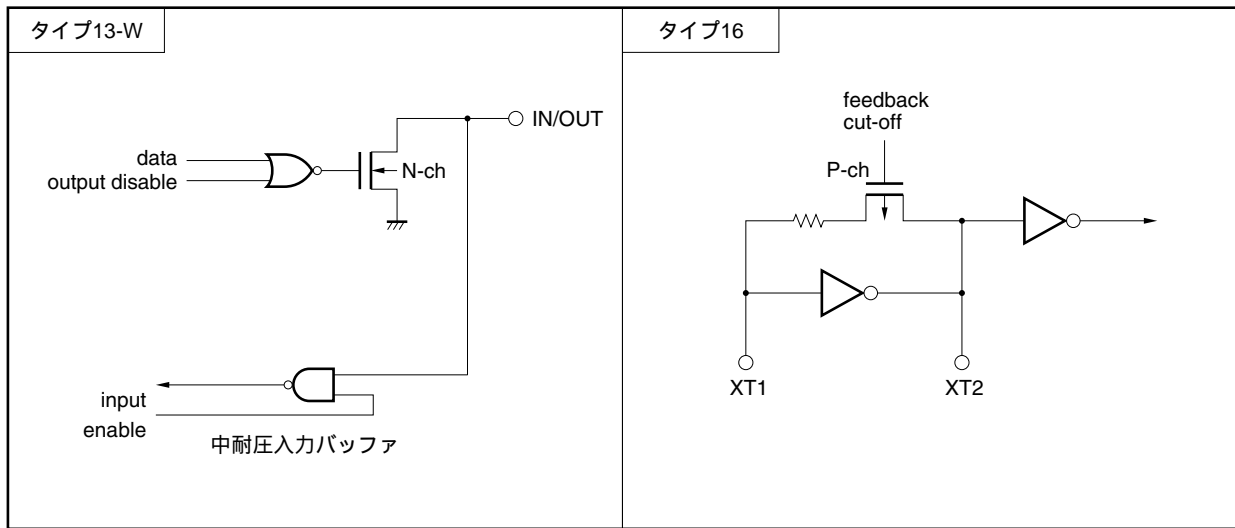 タイプ13-W
IN/OUT
data
output disable
N-ch
input
enable
中耐圧入力バッファ
タイプ16
feedback
cut-off
P-ch
XT1
XT2